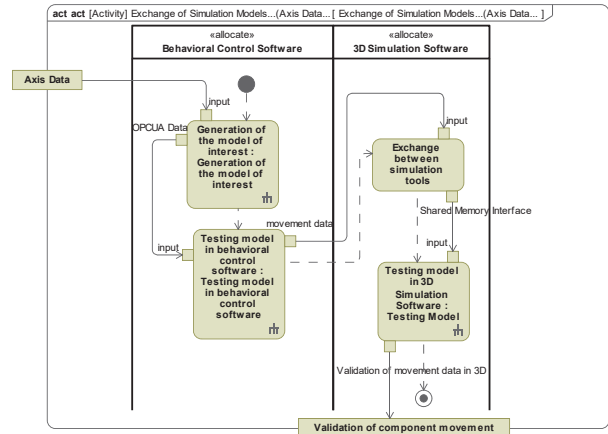 act act [Activity] Exchange of Simulation Models...(Axis Data... [ Exchange of Simulation Models...(Axis Data... ]
«allocate»
Behavioral Control Software
«allocate»
3D Simulation Software
Axis Data
input
OPCUA Data
Generation of
the model of
interest :
Generation of
the model of
interest
input
Exchange
between
simulation
tools
movement data
Shared Memory Interface
input
Testing model
in behavioral
control
software :
Testing model
in behavioral
control
software
input
Testing model
in 3D
Simulation
Software :
Testing Model
Validation of movement data in 3D
Validation of component movement